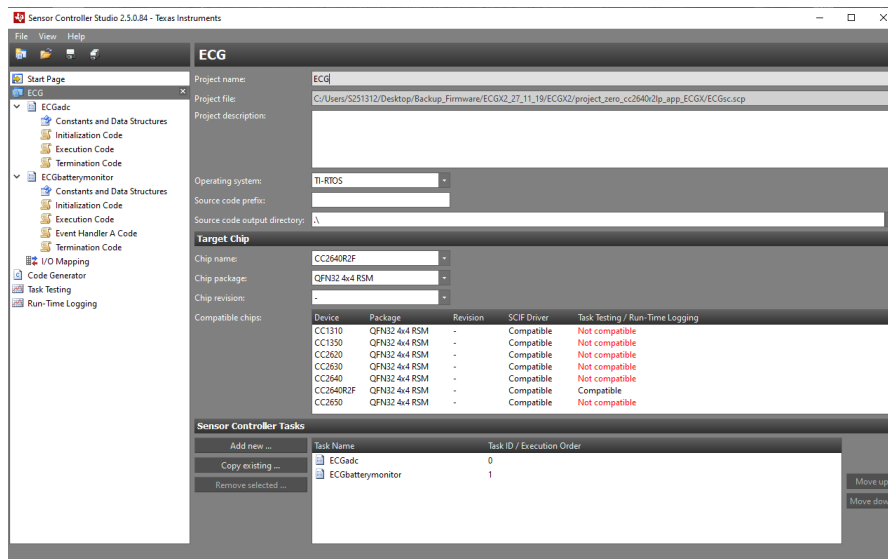 Sensor Controller Studio 2.5.0.84 - Texas Instruments
File View Help
ECG
Start Page
ECG
ECGadc
Constants and Data Structures
Initialization Code
Execution Code
Termination Code
ECGbatterymonitor
Constants and Data Structures
Initialization Code
Execution Code
Event Handler A Code
Termination Code
I/O Mapping
Code Generator
Task Testing
Run-Time Logging
Project name: ECG
Project file: C:/Users/S251312/Desktop/Backup_Firmware/ECGX2_27_11_19/ECGX2/project_zero_cc2640r2lp_app_ECGX/ECGsc.scp
Project description:
Operating system: TI-RTOS
Source code prefix:
Source code output directory: .\
Target Chip
Chip name: CC2640R2F
Chip package: QFN32 4x4 RSM
Chip revision: -
Compatible chips: Device Package Revision SCIF Driver Task Testing / Run-Time Logging
CC1310 QFN32 4x4 RSM - Compatible Not compatible
CC1350 QFN32 4x4 RSM - Compatible Not compatible
CC2620 QFN32 4x4 RSM - Compatible Not compatible
CC2630 QFN32 4x4 RSM - Compatible Not compatible
CC2640 QFN32 4x4 RSM - Compatible Not compatible
CC2640R2F QFN32 4x4 RSM - Compatible Compatible
CC2650 QFN32 4x4 RSM - Compatible Not compatible
Sensor Controller Tasks
Add new ...
Copy existing ...
Remove selected ...
Task Name Task ID / Execution Order
ECGadc 0
ECGbatterymonitor 1
Move up
Move dow